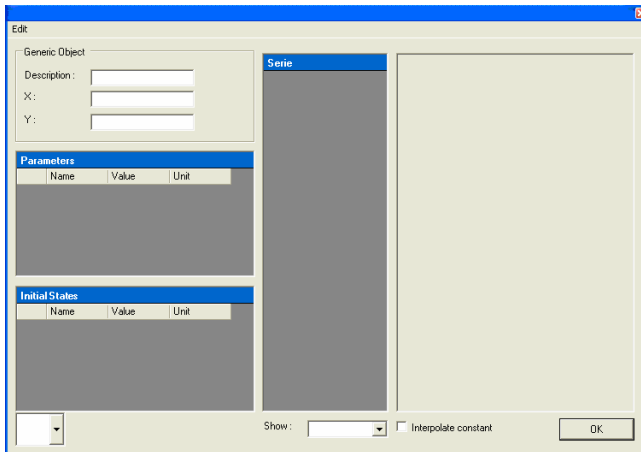 Edit
Generic Object
Description :
X :
Y :
Parameters
Name Value Unit
Initial States
Name Value Unit
Serie
Show :
Interpolate constant
OK